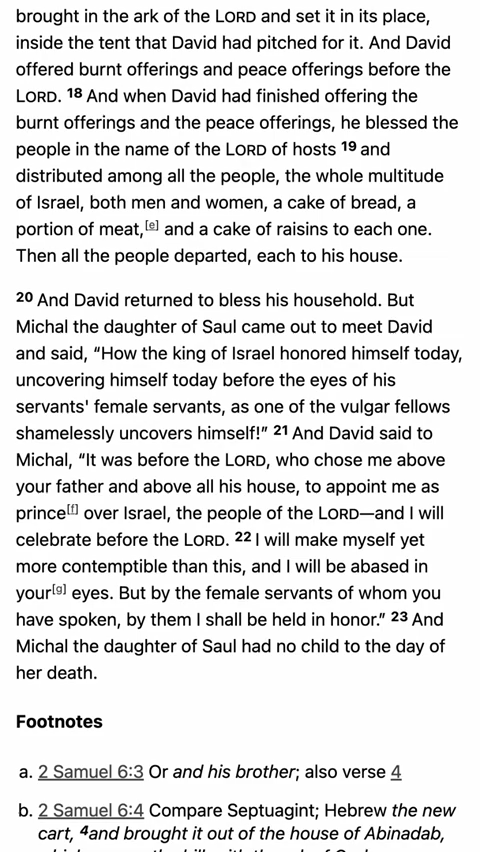 brought in the ark of the LORD and set it in its place,
inside the tent that David had pitched for it. And David
offered burnt offerings and peace offerings before the
LORD. 18 And when David had finished offering the
burnt offerings and the peace offerings, he blessed the
people in the name of the LORD of hosts 19 and
distributed among all the people, the whole multitude
of Israel, both men and women, a cake of bread, a
portion of meat,[e] and a cake of raisins to each one.
Then all the people departed, each to his house.
20 And David returned to bless his household. But
Michal the daughter of Saul came out to meet David
and said, “How the king of Israel honored himself today,
uncovering himself today before the eyes of his
servants' female servants, as one of the vulgar fellows
shamelessly uncovers himself!” 21 And David said to
Michal, “It was before the LORD, who chose me above
your father and above all his house, to appoint me as
prince[f] over Israel, the people of the LORD—and I will
celebrate before the LORD. 22 I will make myself yet
more contemptible than this, and I will be abased in
your[g] eyes. But by the female servants of whom you
have spoken, by them I shall be held in honor.” 23 And
Michal the daughter of Saul had no child to the day of
her death.
Footnotes
a. 2 Samuel 6:3 Or and his brother; also verse 4
b. 2 Samuel 6:4 Compare Septuagint; Hebrew the new
cart, 4and brought it out of the house of Abinadab,